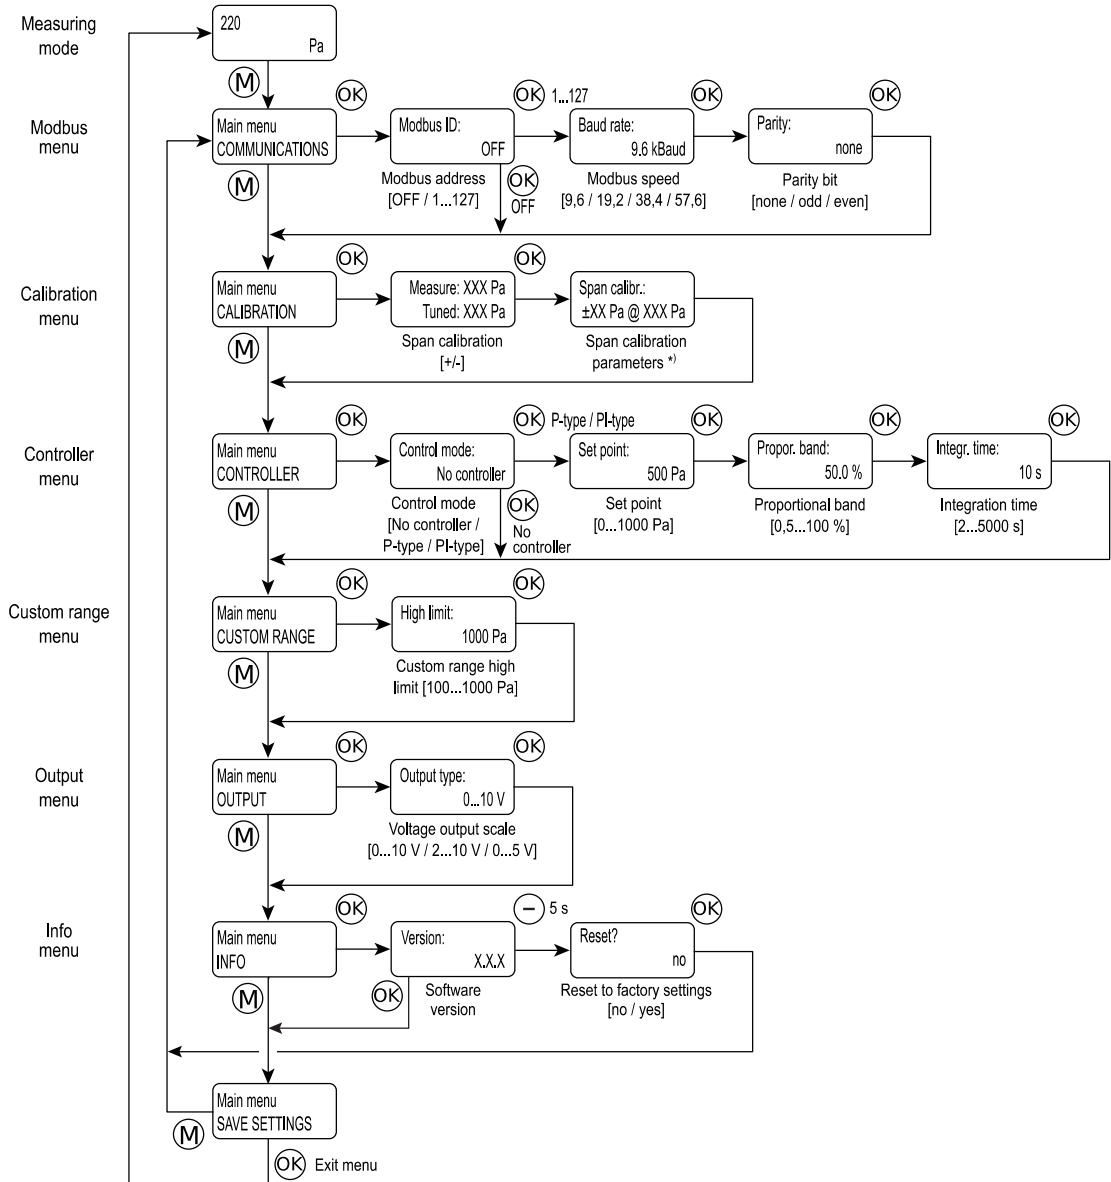 Measuring
mode
220
Pa
M
OK
OK 1...127
OK
OK
Modbus
menu
Main menu
COMMUNICATIONS
Modbus ID:
OFF
Baud rate:
9.6 kBaud
Parity:
none
M
Modbus address
[OFF / 1...127]
OK
OFF
Modbus speed
[9,6 / 19,2 / 38,4 / 57,6]
Parity bit
[none / odd / even]
OK
OK
Calibration
menu
Main menu
CALIBRATION
Measure: XXX Pa
Tuned: XXX Pa
Span calibr.:
±XX Pa @ XXX Pa
M
Span calibration
[+/-]
Span calibration
parameters *)
OK
OK P-type / PI-type
OK
OK
OK
Controller
menu
Main menu
CONTROLLER
Control mode:
No controller
Set point:
500 Pa
Propor. band:
50.0 %
Integr. time:
10 s
M
Control mode
[No controller /
P-type / PI-type]
OK
No
controller
Set point
[0...1000 Pa]
Proportional band
[0,5...100 %]
Integration time
[2...5000 s]
OK
OK
Custom range
menu
Main menu
CUSTOM RANGE
High limit:
1000 Pa
M
Custom range high
limit [100...1000 Pa]
OK
OK
Output
menu
Main menu
OUTPUT
Output type:
0...10 V
M
Voltage output scale
[0...10 V / 2...10 V / 0...5 V]
OK
− 5 s
OK
Info
menu
Main menu
INFO
Version:
X.X.X
Reset?
no
M
OK
Software
version
Reset to factory settings
[no / yes]
Main menu
SAVE SETTINGS
M
OK Exit menu